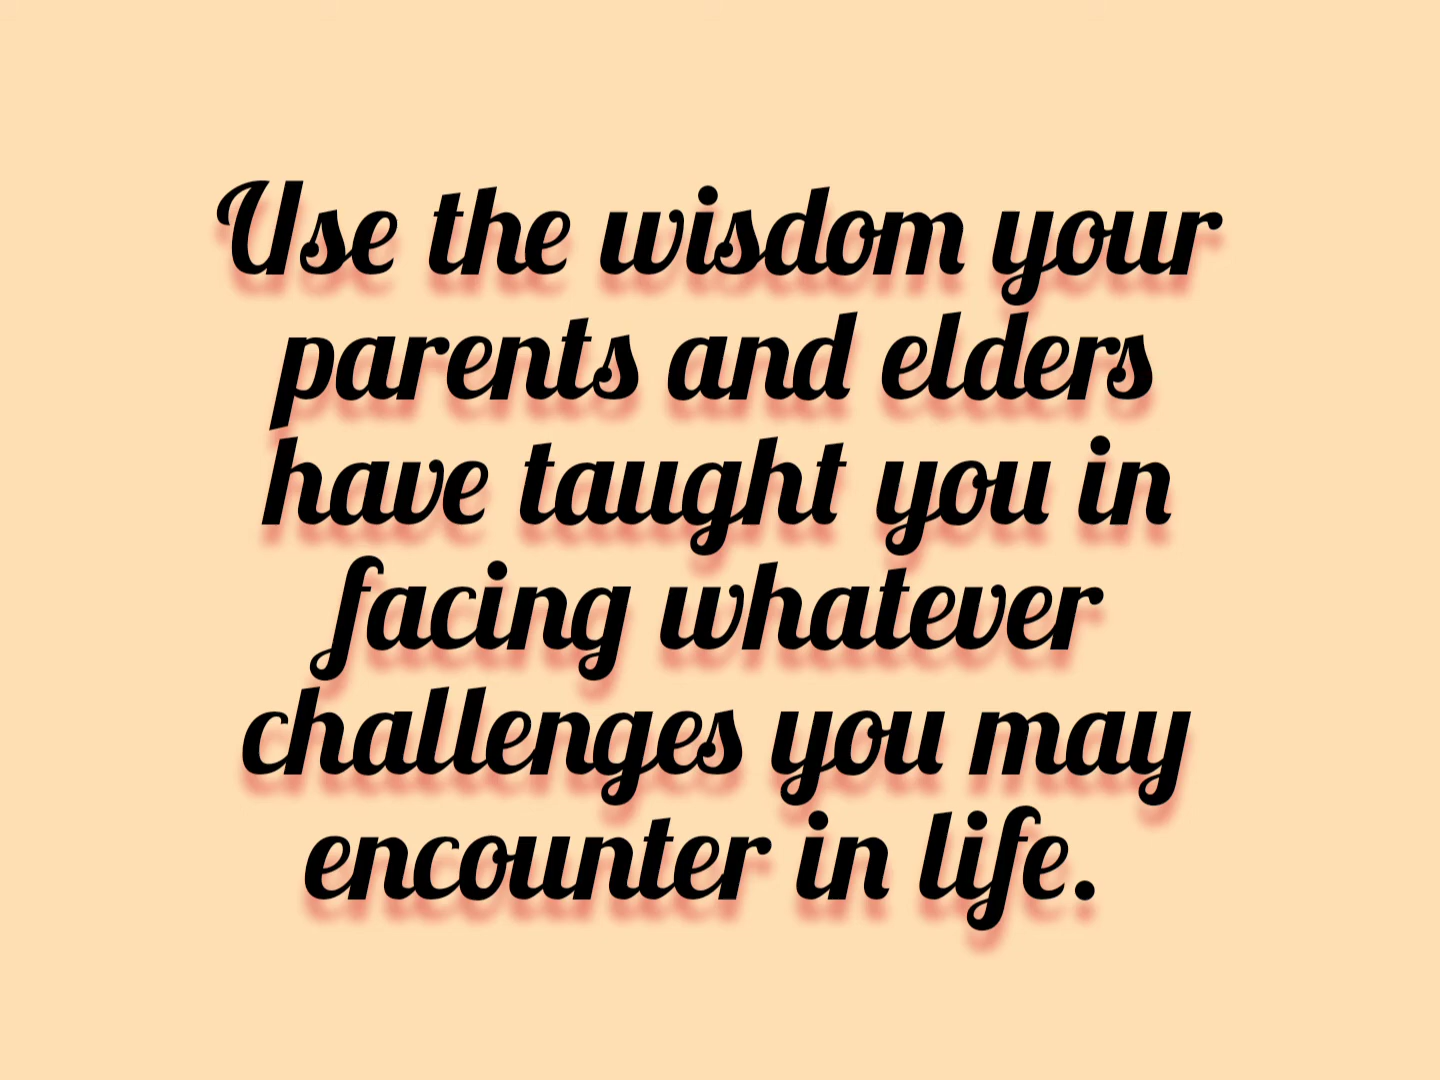 Use the wisdom your
parents and elders
have taught you in
facing whatever
challenges you may
encounter in life.